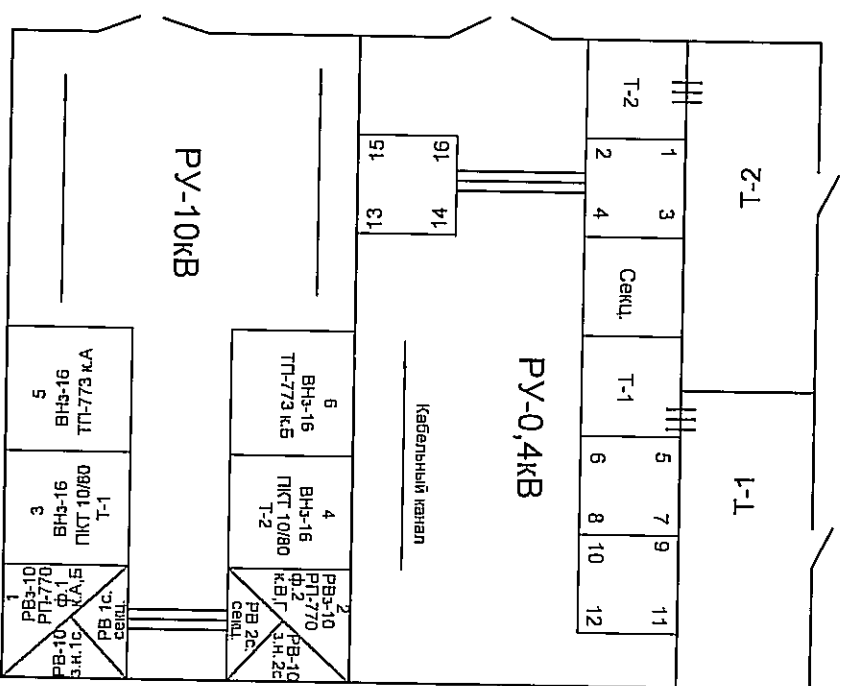 Т-2
Т-1
Т-2
1
3
2
4
Секц.
Т-1
5
7
6
8
9
11
10
12
РУ-0,4кВ
16
14
15
13
Кабельный канал
РУ-10кВ
6
ВНз-16
ТП-773 к.Б
4
ВНз-16
ПКТ 10/80
Т-2
2
РВз-10
РП-770
ф.2
к.В,Г
РВ-10
з.н. 2с
РВ 2с.
секц.
5
ВНз-16
ТП-773 к.А
3
ВНз-16
ПКТ 10/80
Т-1
1
РВз-10
РП-770
ф.1
к.А,Б
РВ 1с.
секц.
РВ-10
з.н.1с.